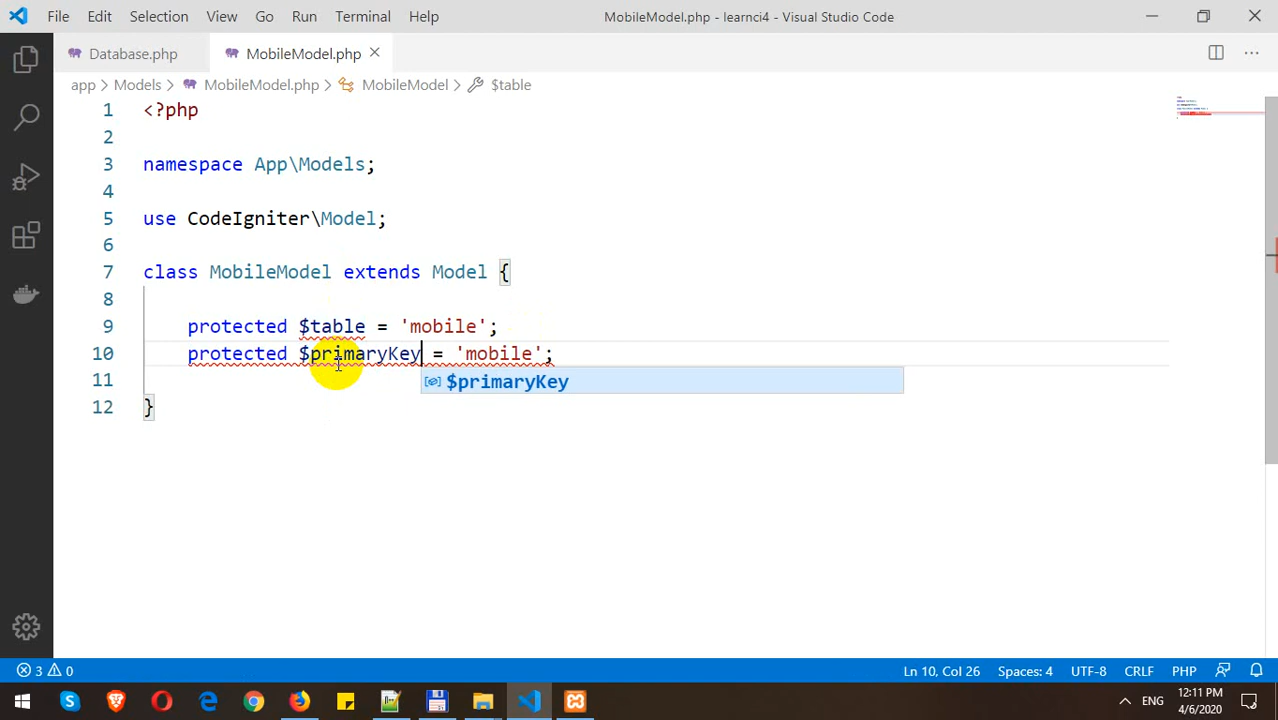 File Edit Selection View Go Run Terminal Help MobileModel.php - learnci4 - Visual Studio Code
Database.php MobileModel.php
app > Models > MobileModel.php > MobileModel > $table
1 <?php
2
3 namespace App\Models;
4
5 use CodeIgniter\Model;
6
7 class MobileModel extends Model {
8
9 protected $table = 'mobile';
10 protected $primaryKey = 'mobile';
11 $primaryKey
12 }
3 0 Ln 10, Col 26 Spaces: 4 UTF-8 CRLF PHP
ENG 12:11 PM
4/6/2020